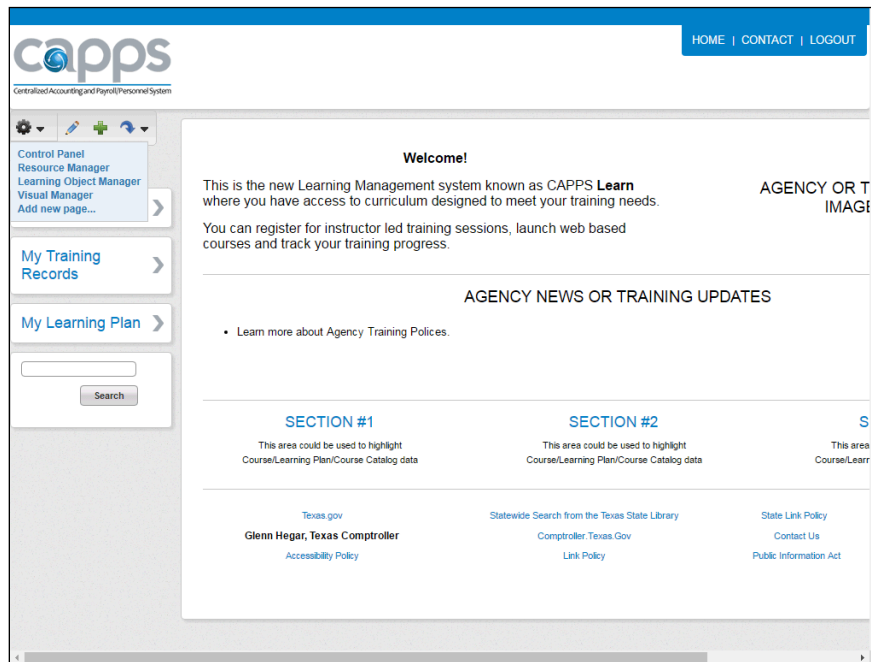 HOME | CONTACT | LOGOUT
capps
Centralized Accounting and Payroll/Personnel System
Control Panel
Resource Manager
Learning Object Manager
Visual Manager
Add new page...
My Training
Records
My Learning Plan
Search
Welcome!
This is the new Learning Management system known as CAPPS Learn
where you have access to curriculum designed to meet your training needs.
You can register for instructor led training sessions, launch web based
courses and track your training progress.
AGENCY OR T
IMAGE
AGENCY NEWS OR TRAINING UPDATES
• Learn more about Agency Training Polices.
SECTION #1
This area could be used to highlight
Course/Learning Plan/Course Catalog data
SECTION #2
This area could be used to highlight
Course/Learning Plan/Course Catalog data
S
This area
Course/Learn
Texas.gov
Statewide Search from the Texas State Library
State Link Policy
Glenn Hegar, Texas Comptroller
Comptroller.Texas.Gov
Contact Us
Accessibility Policy
Link Policy
Public Information Act